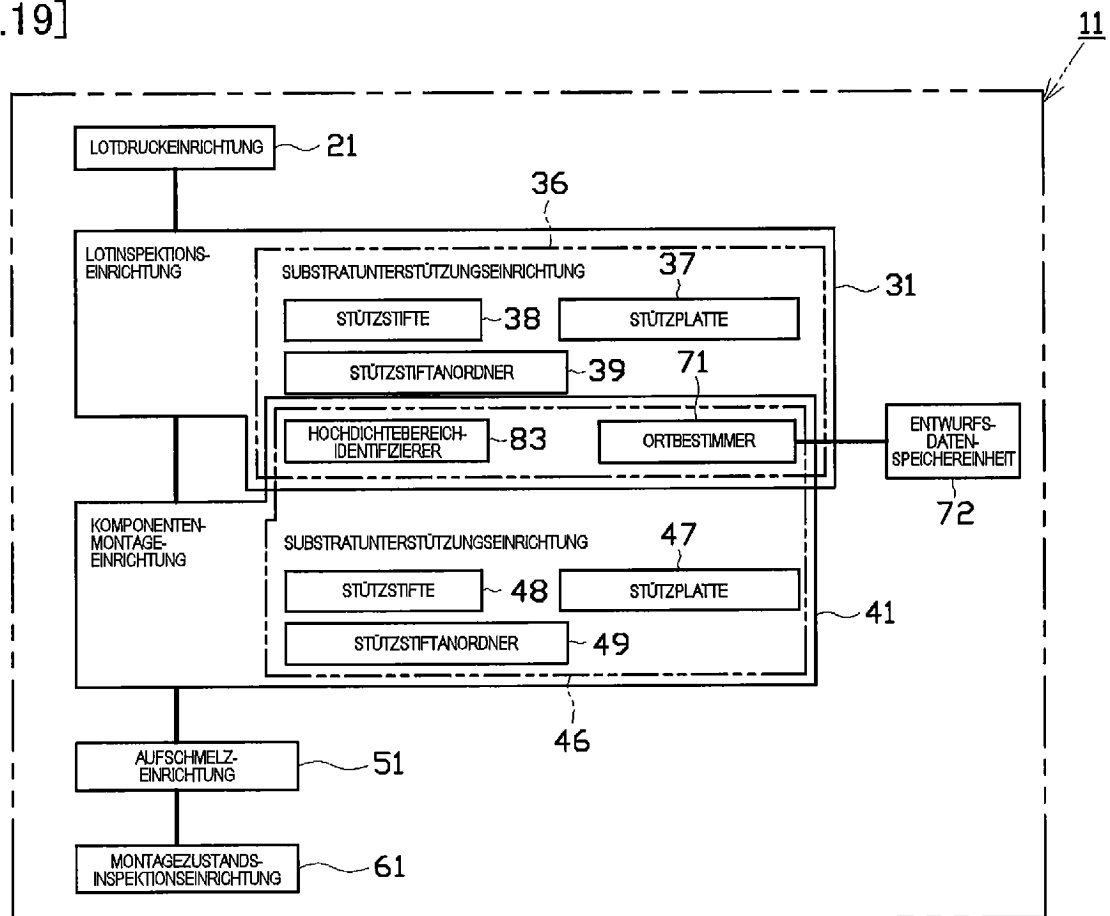 .19]
11
LOTDRUCKEINRICHTUNG
21
36
LOTINSPEKTIONS-
EINRICHTUNG
SUBSTRATUNTERSTÜTZUNGSEINRICHTUNG
37
31
STÜTZSTIFTE
38
STÜTZPLATTE
STÜTZSTIFTANORDNER
39
71
HOCHDICHTEBEREICH-
IDENTIFIZIERER
83
ORTBESTIMMER
ENTWURFS-
DATEN-
SPEICHEREINHEIT
72
KOMPONENTEN-
MONTAGE-
EINRICHTUNG
SUBSTRATUNTERSTÜTZUNGSEINRICHTUNG
47
STÜTZSTIFTE
48
STÜTZPLATTE
41
STÜTZSTIFTANORDNER
49
46
AUFSCHMELZ-
EINRICHTUNG
51
MONTAGEZUSTANDS-
INSPEKTIONSEINRICHTUNG
61